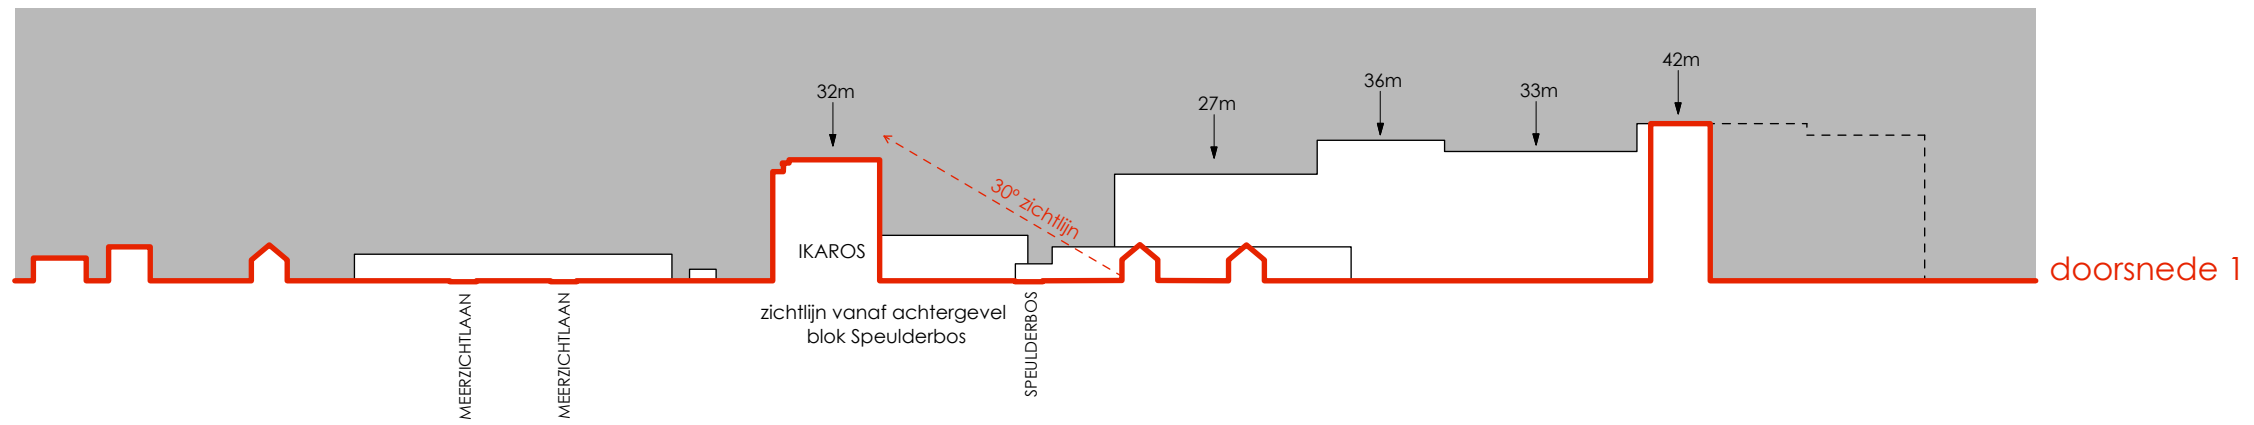 42m
36m
33m
32m
27m
30° zichtlijn
IKAROS
doorsnede 1
zichtlijn vanaf achtergevel
blok Speulderbos
MEERZICHTLAAN
MEERZICHTLAAN
SPEULDERBOS